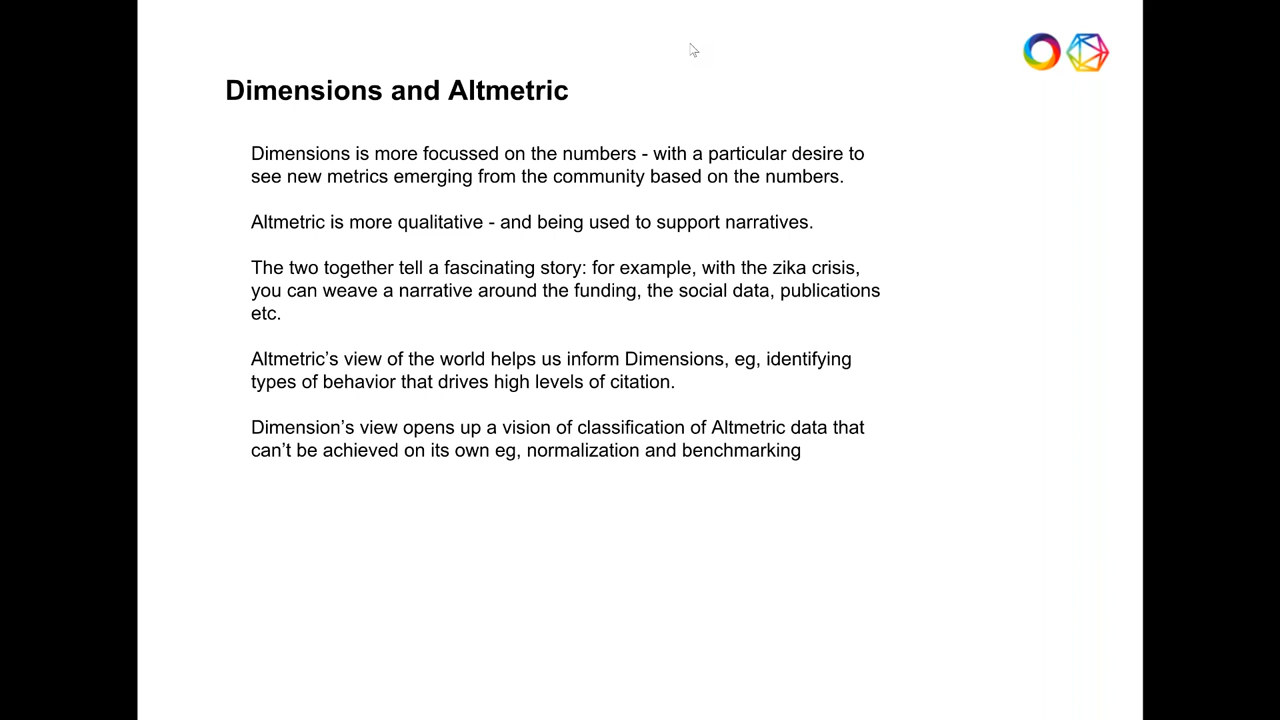 Dimensions and Altmetric
Dimensions is more focussed on the numbers - with a particular desire to
see new metrics emerging from the community based on the numbers.
Altmetric is more qualitative - and being used to support narratives.
The two together tell a fascinating story: for example, with the zika crisis,
you can weave a narrative around the funding, the social data, publications
etc.
Altmetric’s view of the world helps us inform Dimensions, eg, identifying
types of behavior that drives high levels of citation.
Dimension’s view opens up a vision of classification of Altmetric data that
can’t be achieved on its own eg, normalization and benchmarking